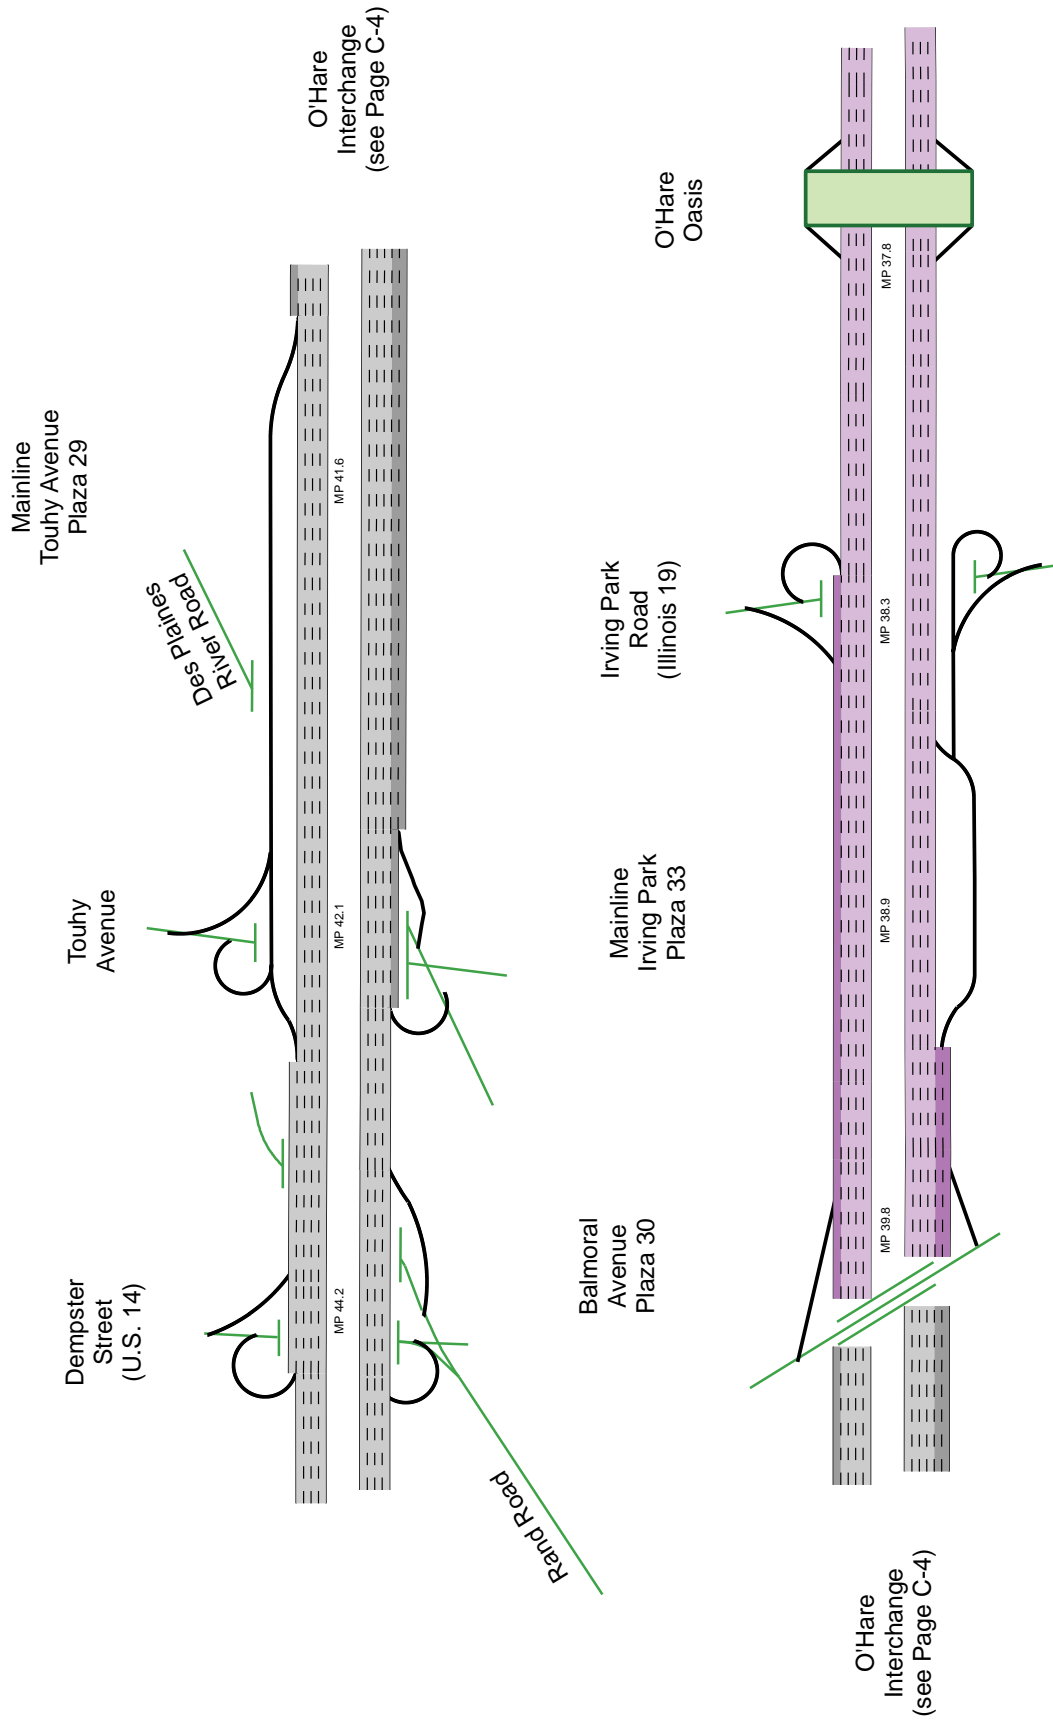 Dempster
Street
(U.S. 14)
Touhy
Avenue
Mainline
Touhy Avenue
Plaza 29
Des Plaines
River Road
O'Hare
Interchange
(see Page C-4)
MP 44.2
MP 42.1
MP 41.6
Rand Road
O'Hare
Interchange
(see Page C-4)
Balmoral
Avenue
Plaza 30
Mainline
Irving Park
Plaza 33
Irving Park
Road
(Illinois 19)
O'Hare
Oasis
MP 39.8
MP 38.9
MP 38.3
MP 37.8